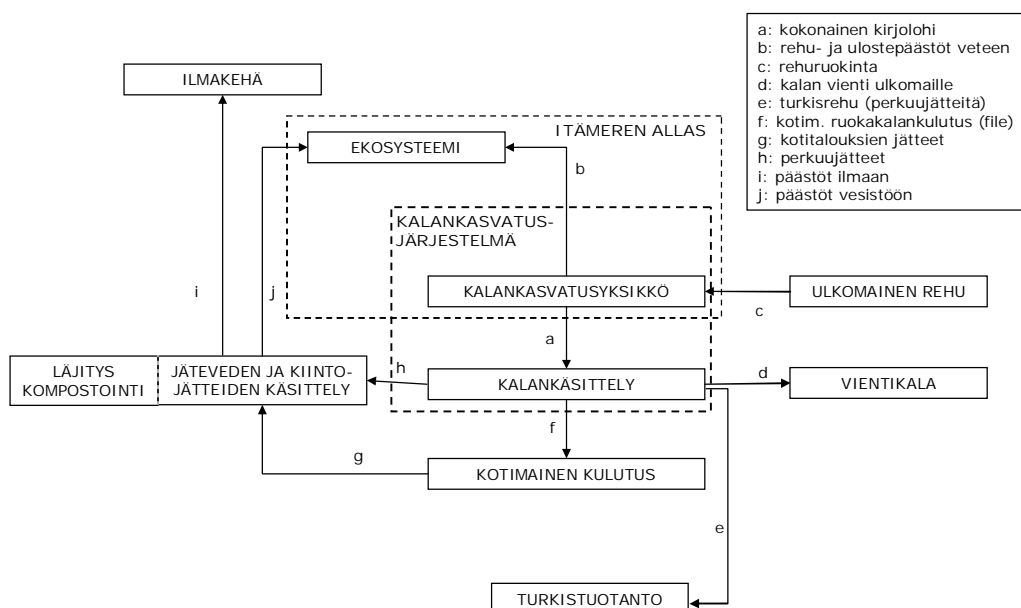 a: kokonainen kirjolohi
b: rehu- ja ulostepäästöt veteen
c: rehuruokinta
d: kalan vienti ulkomaille
e: turkisrehu (perkuujätteitä)
f: kotim. ruokakalankulutus (file)
g: kotitalouksien jätteet
h: perkuujätteet
i: päästöt ilmaan
j: päästöt vesistöön
ILMAKEHÄ
ITÄMEREN ALLAS
EKOSYSTEEMI
b
KALANKASVATUS-
JÄRJESTELMÄ
i
j
KALANKASVATUSYKSIKKÖ
ULKOMAINEN REHU
c
a
LÄJITYS
KOMPOSTOINTI
JÄTEVEDEN JA KIINTO-
JÄTTEIDEN KÄSITTELY
h
KALANKÄSITTELY
d
VIENTIKALA
f
g
KOTIMAINEN KULUTUS
e
TURKISTUOTANTO